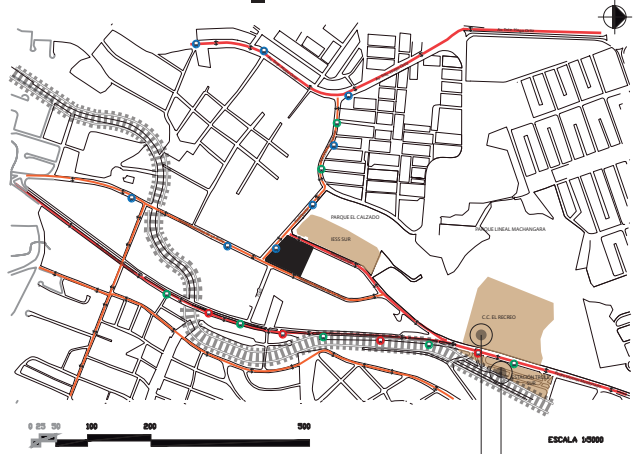 PARQUE EL CALZADO
IESS SUR
PARQUE LINEAL MACHANGARA
C.C. EL RECREO
0 25 50 100 200 500
ESCALA 1:5000